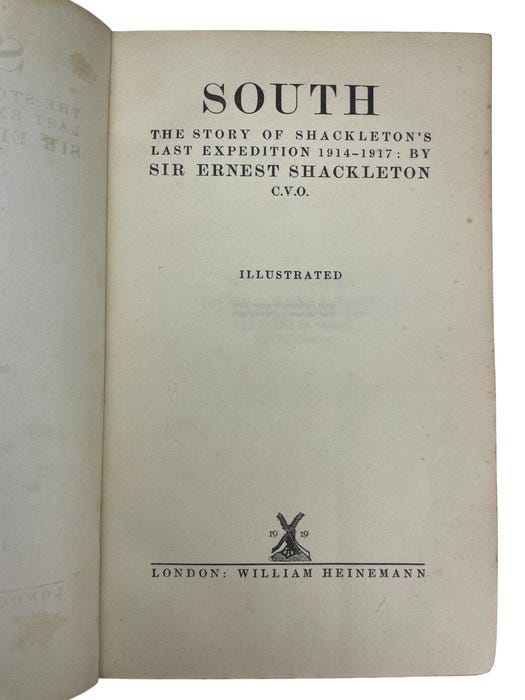 SOUTH
THE STORY OF SHACKLETON'S
LAST EXPEDITION 1914–1917: BY
SIR ERNEST SHACKLETON
C.V.O.
ILLUSTRATED
19 19
LONDON: WILLIAM HEINEMANN